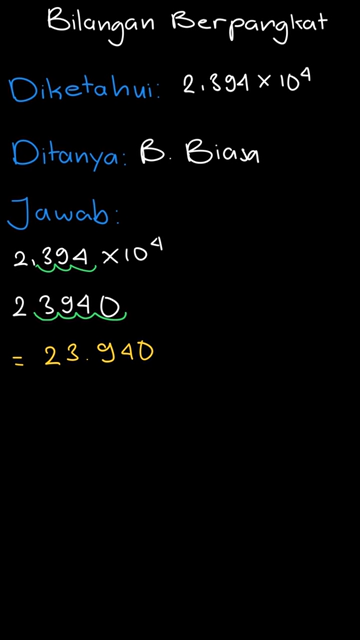 Bilangan Berpangkat
Diketahui: 2,394 × 10⁴
Ditanya: B. Biasa
Jawab:
2,394 × 10⁴
23940
= 23.940